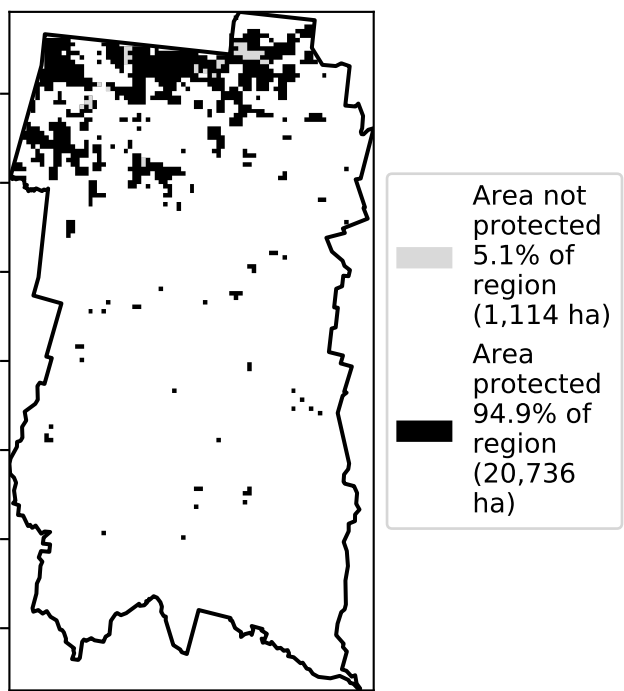 Area not
protected
5.1% of
region
(1,114 ha)
Area
protected
94.9% of
region
(20,736
ha)